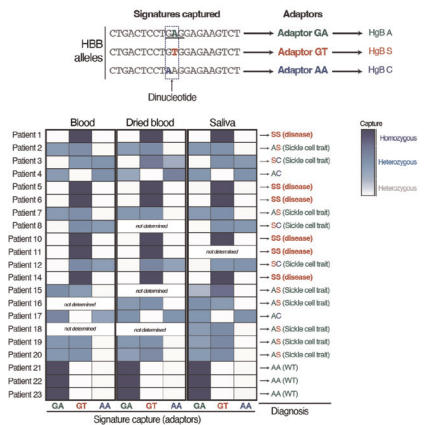 Signatures captured Adaptors
HBB alleles
CTGACTCCTGAGGAGAAGTCT Adaptor GA HgB A
CTGACTCCTGTGGAGAAGTCT Adaptor GT HgB S
CTGACTCCTAAGGAGAAGTCT Adaptor AA HgB C
Dinucleotide
Blood Dried blood Saliva
Capture
Homozygous
Heterozygous
Heterozygous
Patient 1 SS (disease)
Patient 2 AS (Sickle cell trait)
Patient 3 SC (Sickle cell trait)
Patient 4 AC
Patient 5 SS (disease)
Patient 6 SS (disease)
Patient 7 AS (Sickle cell trait)
Patient 8 not determined SC (Sickle cell trait)
Patient 10 SS (disease)
Patient 11 not determined SS (disease)
Patient 12 SC (Sickle cell trait)
Patient 14 SS (disease)
Patient 15 not determined AS (Sickle cell trait)
Patient 16 not determined AS (Sickle cell trait)
Patient 17 AC
Patient 18 not determined not determined AS (Sickle cell trait)
Patient 19 AS (Sickle cell trait)
Patient 20 AS (Sickle cell trait)
Patient 21 AA (WT)
Patient 22 AA (WT)
Patient 23 AA (WT)
GA GT AA GA GT AA GA GT AA Diagnosis
Signature capture (adaptors)